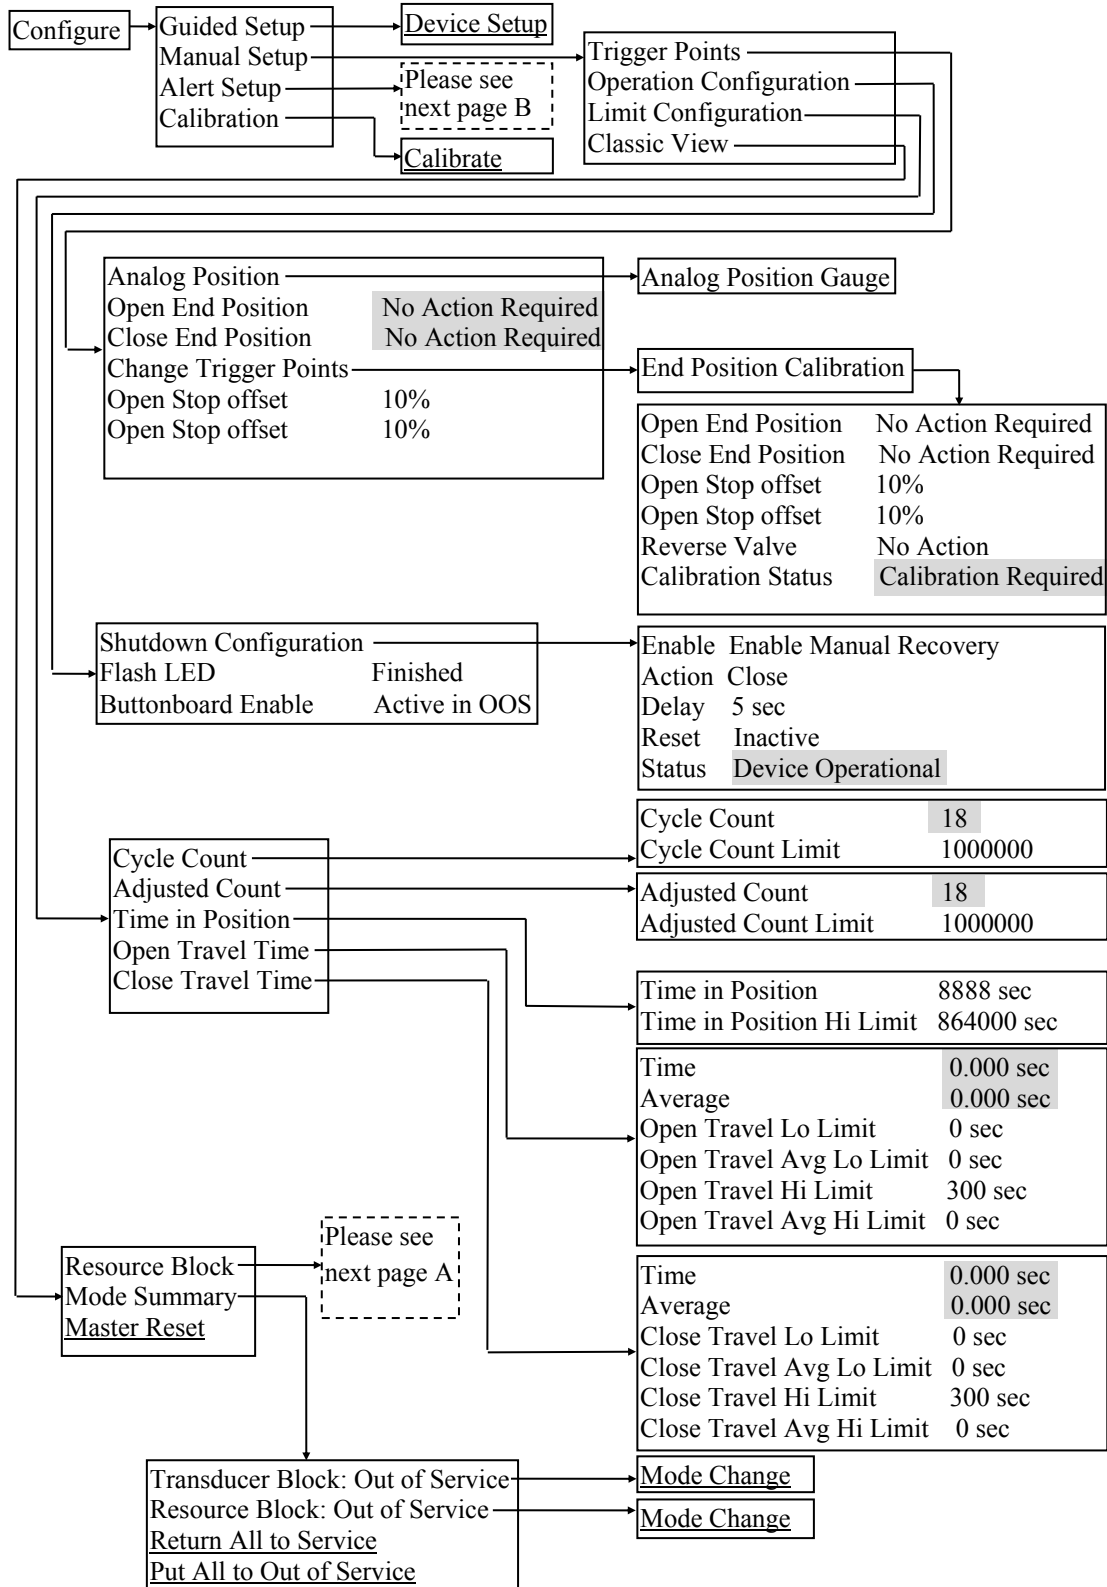 Configure
Guided Setup
Manual Setup
Alert Setup
Calibration
Device Setup
Please see
next page B
Calibrate
Trigger Points
Operation Configuration
Limit Configuration
Classic View
Analog Position
Open End Position No Action Required
Close End Position No Action Required
Change Trigger Points
Open Stop offset 10%
Open Stop offset 10%
Analog Position Gauge
End Position Calibration
Open End Position No Action Required
Close End Position No Action Required
Open Stop offset 10%
Open Stop offset 10%
Reverse Valve No Action
Calibration Status Calibration Required
Shutdown Configuration
Flash LED Finished
Buttonboard Enable Active in OOS
Enable Enable Manual Recovery
Action Close
Delay 5 sec
Reset Inactive
Status Device Operational
Cycle Count
Adjusted Count
Time in Position
Open Travel Time
Close Travel Time
Cycle Count 18
Cycle Count Limit 1000000
Adjusted Count 18
Adjusted Count Limit 1000000
Time in Position 8888 sec
Time in Position Hi Limit 864000 sec
Time 0.000 sec
Average 0.000 sec
Open Travel Lo Limit 0 sec
Open Travel Avg Lo Limit 0 sec
Open Travel Hi Limit 300 sec
Open Travel Avg Hi Limit 0 sec
Time 0.000 sec
Average 0.000 sec
Close Travel Lo Limit 0 sec
Close Travel Avg Lo Limit 0 sec
Close Travel Hi Limit 300 sec
Close Travel Avg Hi Limit 0 sec
Resource Block
Mode Summary
Master Reset
Please see
next page A
Transducer Block: Out of Service
Resource Block: Out of Service
Return All to Service
Put All to Out of Service
Mode Change
Mode Change